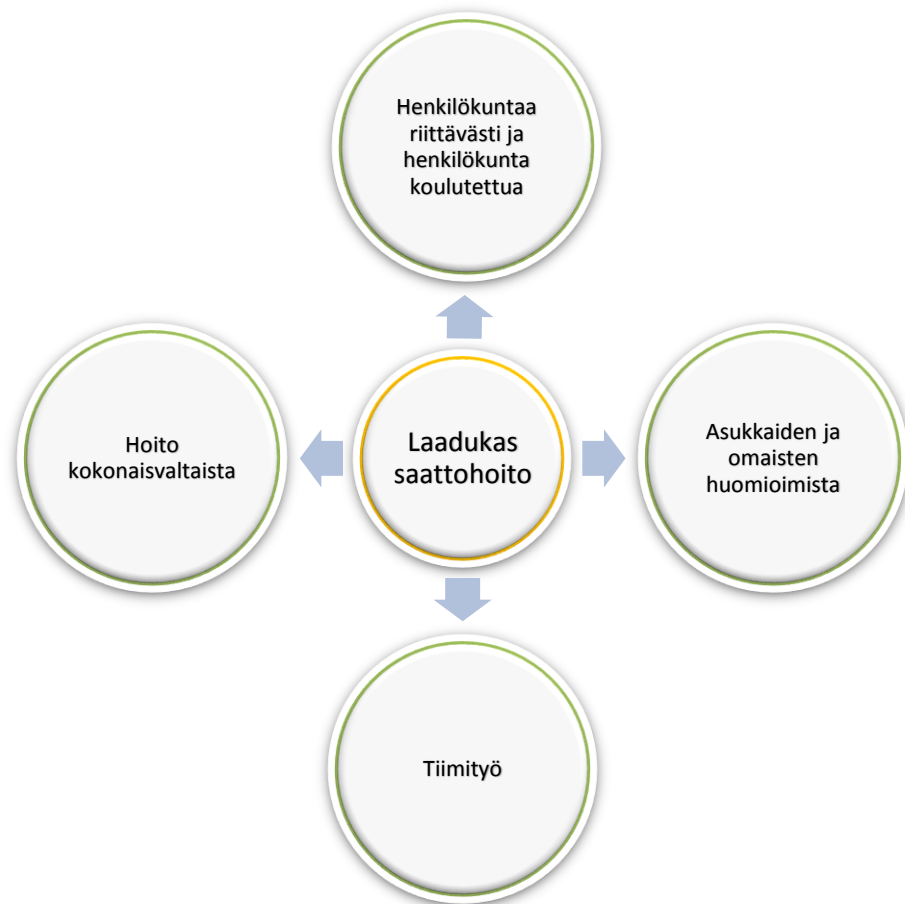 Henkilökuntaa
riittävästi ja
henkilökunta
koulutettua
Hoito
kokonaisvaltaista
Laadukas
saattohoito
Asukkaiden ja
omaisten
huomioimista
Tiimityö